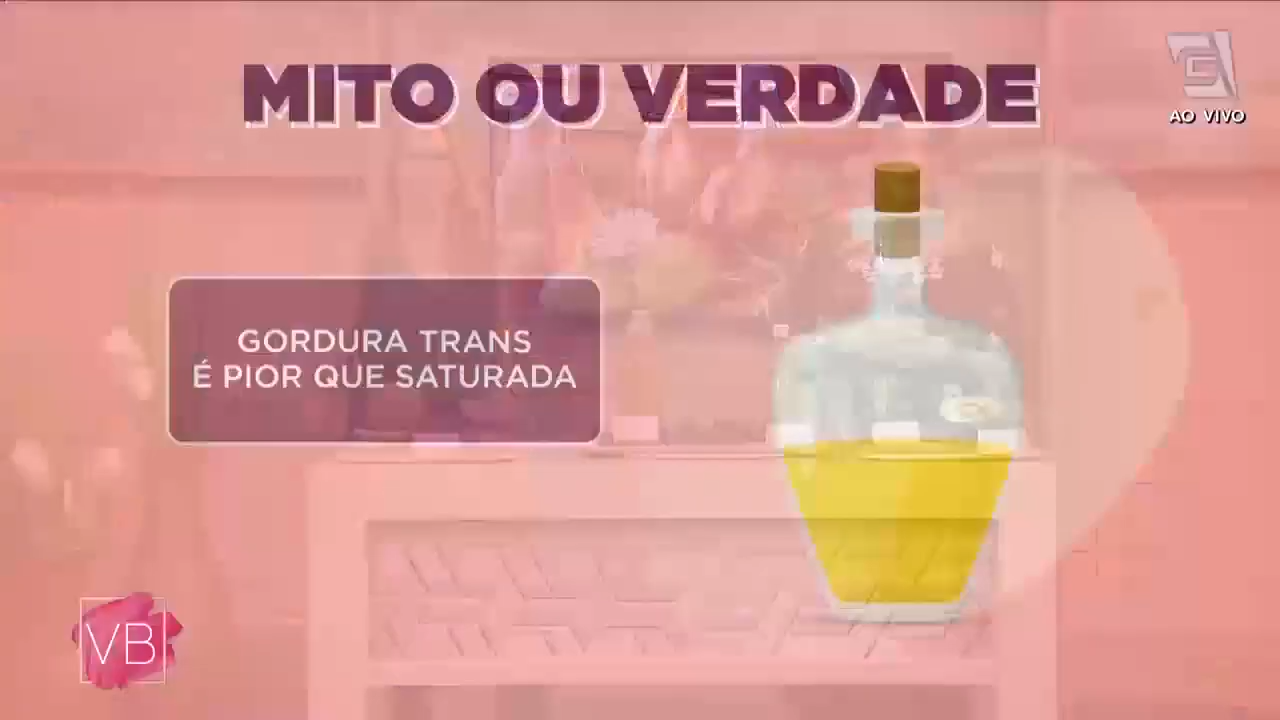 MITO OU VERDADE
AO VIVO
GORDURA TRANS
É PIOR QUE SATURADA
VB